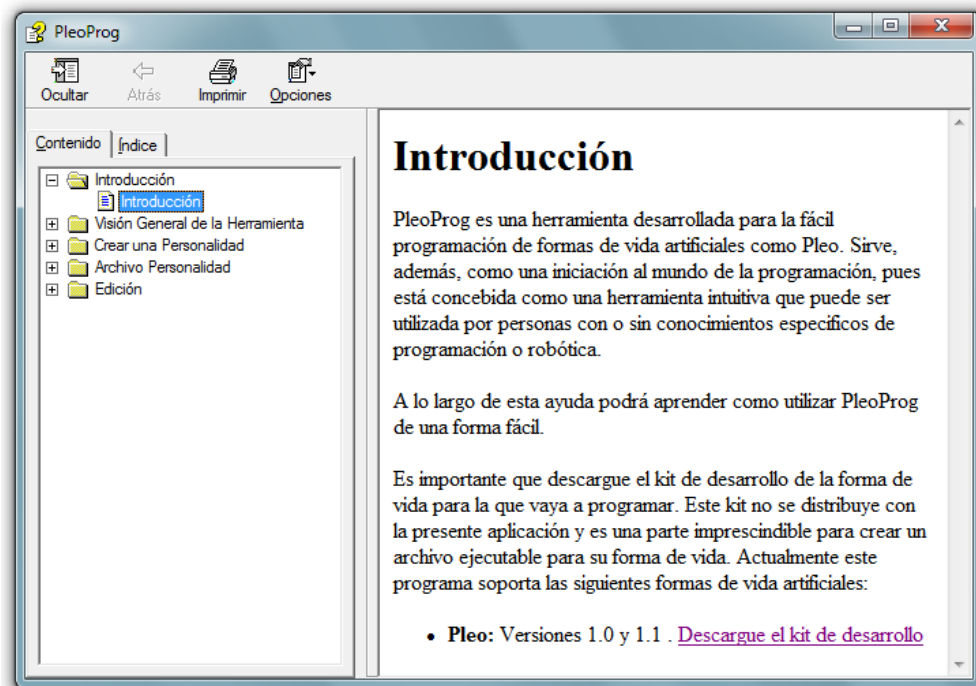 PleoProg
Ocultar
Atrás
Imprimir
Opciones
Contenido
Índice
Introducción
Introducción
Visión General de la Herramienta
Crear una Personalidad
Archivo Personalidad
Edición
Introducción
PleoProg es una herramienta desarrollada para la fácil
programación de formas de vida artificiales como Pleo. Sirve,
además, como una iniciación al mundo de la programación, pues
está concebida como una herramienta intuitiva que puede ser
utilizada por personas con o sin conocimientos especificos de
programación o robótica.
A lo largo de esta ayuda podrá aprender como utilizar PleoProg
de una forma fácil.
Es importante que descargue el kit de desarrollo de la forma de
vida para la que vaya a programar. Este kit no se distribuye con
la presente aplicación y es una parte imprescindible para crear un
archivo ejecutable para su forma de vida. Actualmente este
programa soporta las siguientes formas de vida artificiales:
• Pleo: Versiones 1.0 y 1.1 . Descargue el kit de desarrollo